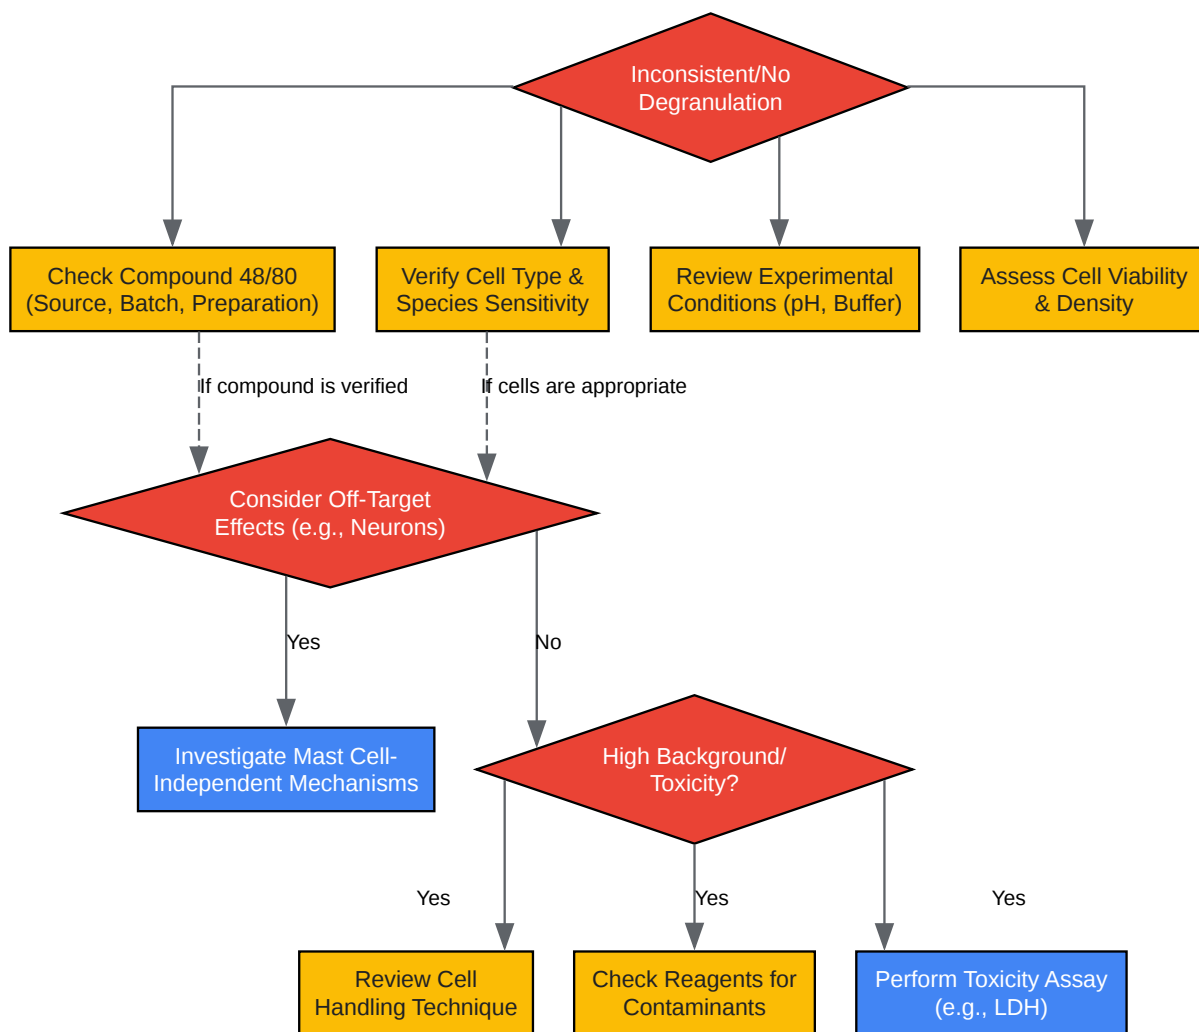 Inconsistent/No
Degranulation
Check Compound 48/80
(Source, Batch, Preparation)
Verify Cell Type &
Species Sensitivity
Review Experimental
Conditions (pH, Buffer)
Assess Cell Viability
& Density
If compound is verified
If cells are appropriate
Consider Off-Target
Effects (e.g., Neurons)
Yes
No
Investigate Mast Cell-
Independent Mechanisms
High Background/
Toxicity?
Yes
Yes
Yes
Review Cell
Handling Technique
Check Reagents for
Contaminants
Perform Toxicity Assay
(e.g., LDH)